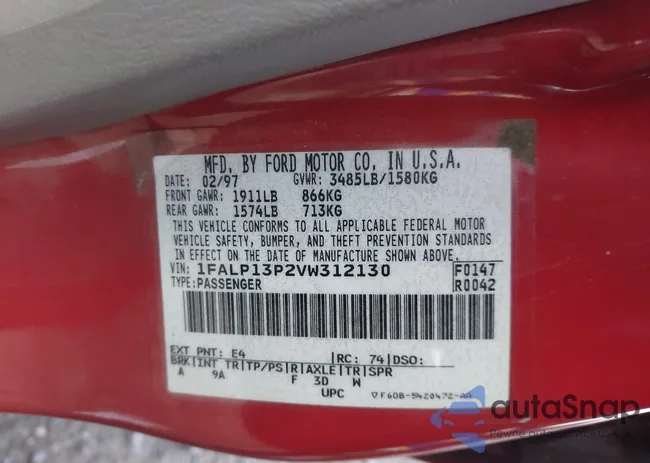 MFD. BY FORD MOTOR CO. IN U.S.A.
DATE: 02/97 GVWR: 3485LB/1580KG
FRONT GAWR: 1911LB 866KG
REAR GAWR: 1574LB 713KG
THIS VEHICLE CONFORMS TO ALL APPLICABLE FEDERAL MOTOR
VEHICLE SAFETY, BUMPER, AND THEFT PREVENTION STANDARDS
IN EFFECT ON THE DATE OF MANUFACTURE SHOWN ABOVE.
VIN: 1FALP13P2VW312130 F0147
TYPE: PASSENGER R0042
EXT PNT: E4 |RC: 74|DSO:
BRK|INT TR|TP/PS|R|AXLE|TR|SPR
A 9A F 3D W
UPC ▽F6DB-5420472-AA
autoSnap